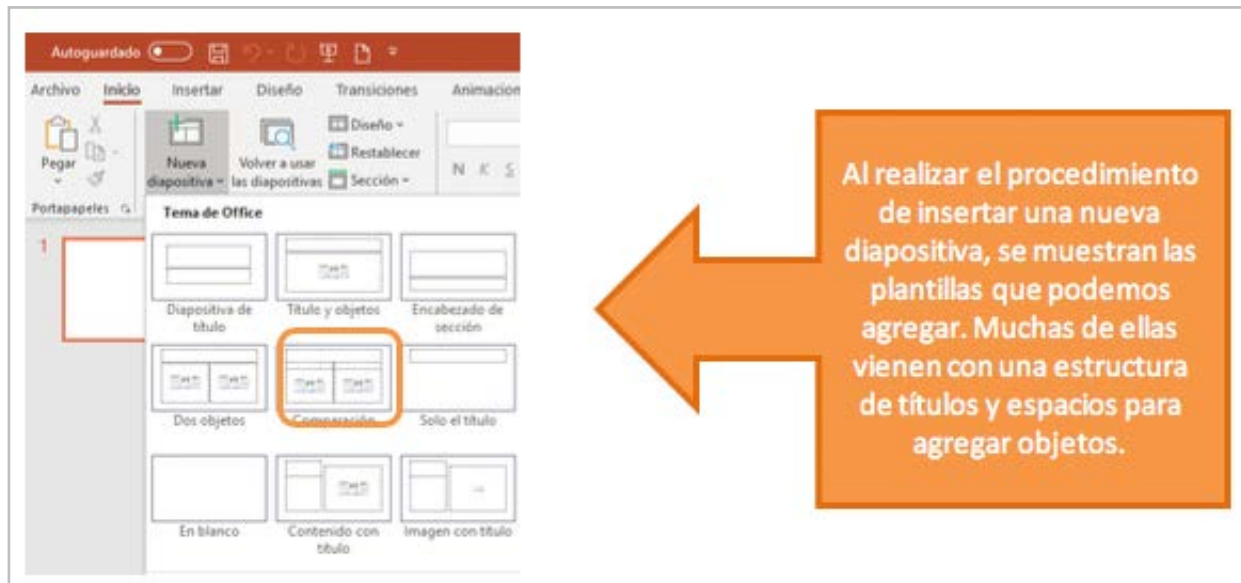 Autoguardado
Archivo Inicio Insertar Diseño Transiciones Animacion
Pegar
Nueva diapositiva
Volver a usar las diapositivas
Diseño
Restablecer
Sección
N K S
Portapapeles
Tema de Office
1
Diapositiva de
título
Título y objetos
Encabezado de
sección
Dos objetos
Comparación
Solo el título
En blanco
Contenido con
título
Imagen con título
Al realizar el procedimiento
de insertar una nueva
diapositiva, se muestran las
plantillas que podemos
agregar. Muchas de ellas
vienen con una estructura
de títulos y espacios para
agregar objetos.